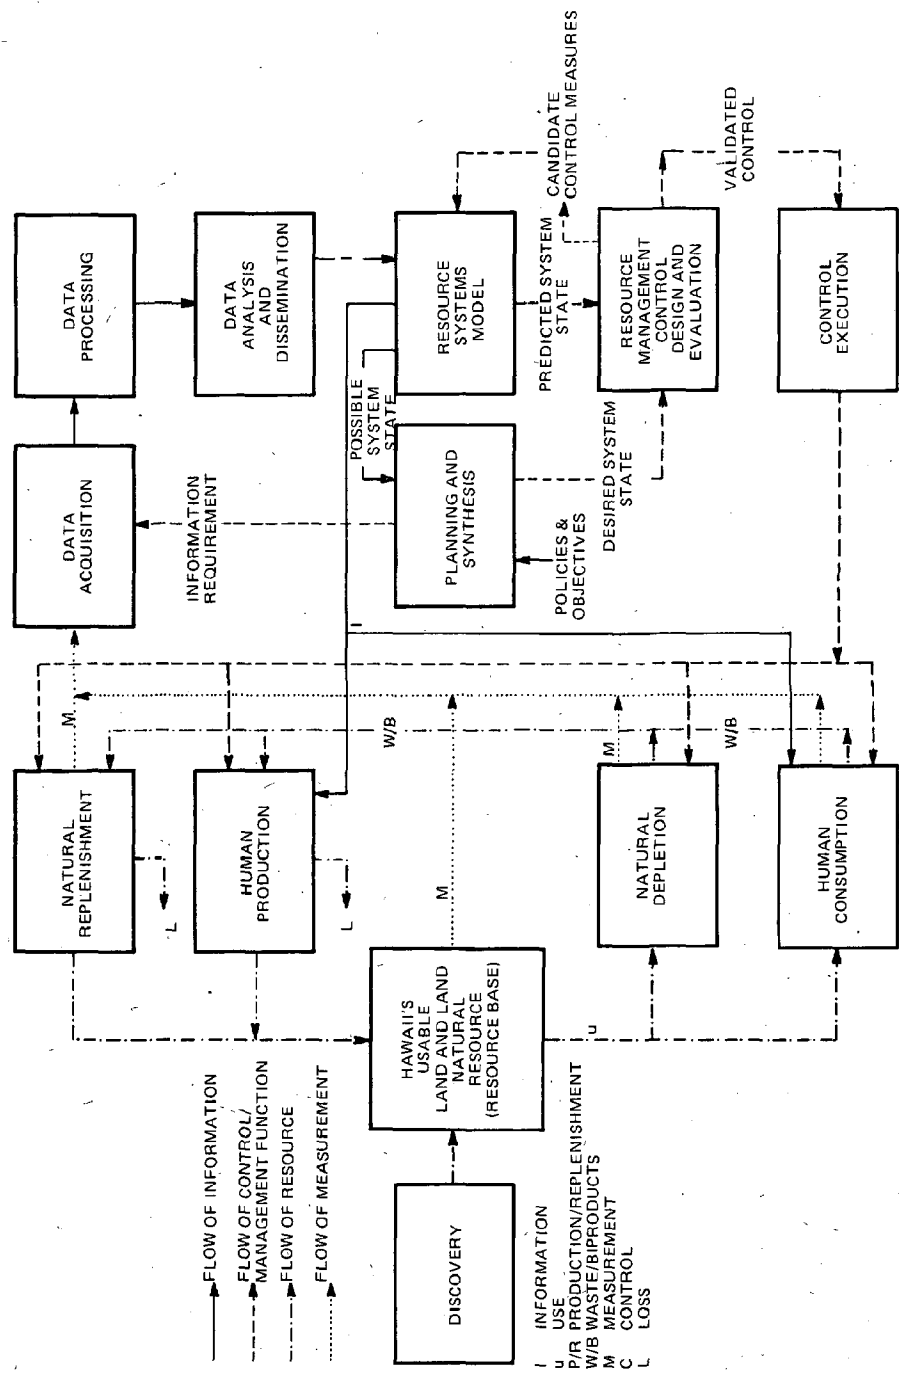 FLOW OF INFORMATION
FLOW OF CONTROL/
MANAGEMENT FUNCTION
FLOW OF RESOURCE
FLOW OF MEASUREMENT
NATURAL
REPLENISHMENT
L
M
DATA
ACQUISITION
DATA
PROCESSING
HUMAN
PRODUCTION
L
INFORMATION
REQUIREMENT
DATA
ANALYSIS
AND
DISSEMINATION
W/B
I
POSSIBLE
SYSTEM
STATE
DISCOVERY
HAWAII'S
USABLE
LAND AND LAND
NATURAL
RESOURCE
(RESOURCE BASE)
M
PLANNING AND
SYNTHESIS
RESOURCE
SYSTEMS
MODEL
POLICIES &
OBJECTIVES
DESIRED SYSTEM
STATE
PREDICTED SYSTEM
STATE
CANDIDATE
CONTROL MEASURES
u
NATURAL
DEPLETION
M
RESOURCE
MANAGEMENT
CONTROL
DESIGN AND
EVALUATION
W/B
VALIDATED
CONTROL
HUMAN
CONSUMPTION
CONTROL
EXECUTION
I INFORMATION
u USE
P/R PRODUCTION/REPLENISHMENT
W/B WASTE/BIPRODUCTS
M MEASUREMENT
C CONTROL
L LOSS